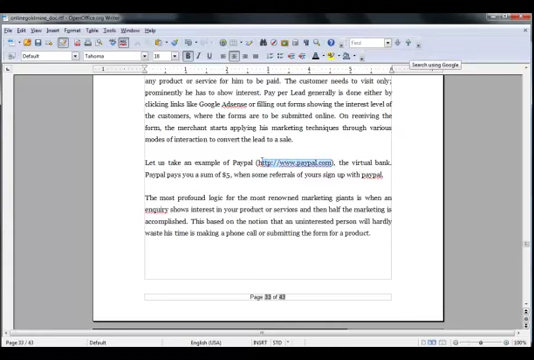 onlinegoldmine_doc.rtf - OpenOffice.org Writer
File Edit View Insert Format Table Tools Window Help
Find
Default Tahoma 18 B I U
Search using Google
any product or service for him to be paid. The customer needs to visit only;
prominently he has to show interest. Pay per Lead generally is done either by
clicking links like Google Adsense or filling out forms showing the interest level of
the customers, where the forms are to be submitted online. On receiving the
form, the merchant starts applying his marketing techniques through various
modes of interaction to convert the lead to a sale.
Let us take an example of Paypal (http://www.paypal.com), the virtual bank.
Paypal pays you a sum of $5, when some referrals of yours sign up with paypal.
The most profound logic for the most renowned marketing giants is when an
enquiry shows interest in your product or services and then half the marketing is
accomplished. This based on the notion that an uninterested person will hardly
waste his time is making a phone call or submitting the form for a product.
Page 33 of 43
Page 33 / 43 Default English (USA) INSRT STD * 100%